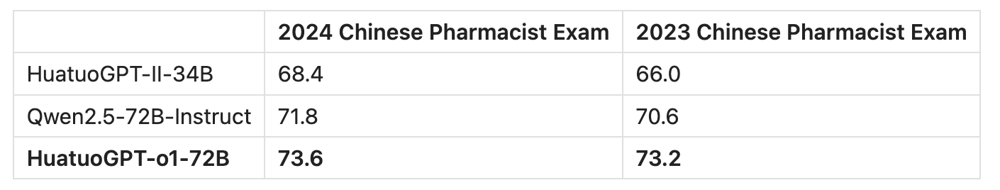 2024 Chinese Pharmacist Exam 2023 Chinese Pharmacist Exam
HuatuoGPT-II-34B 68.4 66.0
Qwen2.5-72B-Instruct 71.8 70.6
HuatuoGPT-o1-72B 73.6 73.2